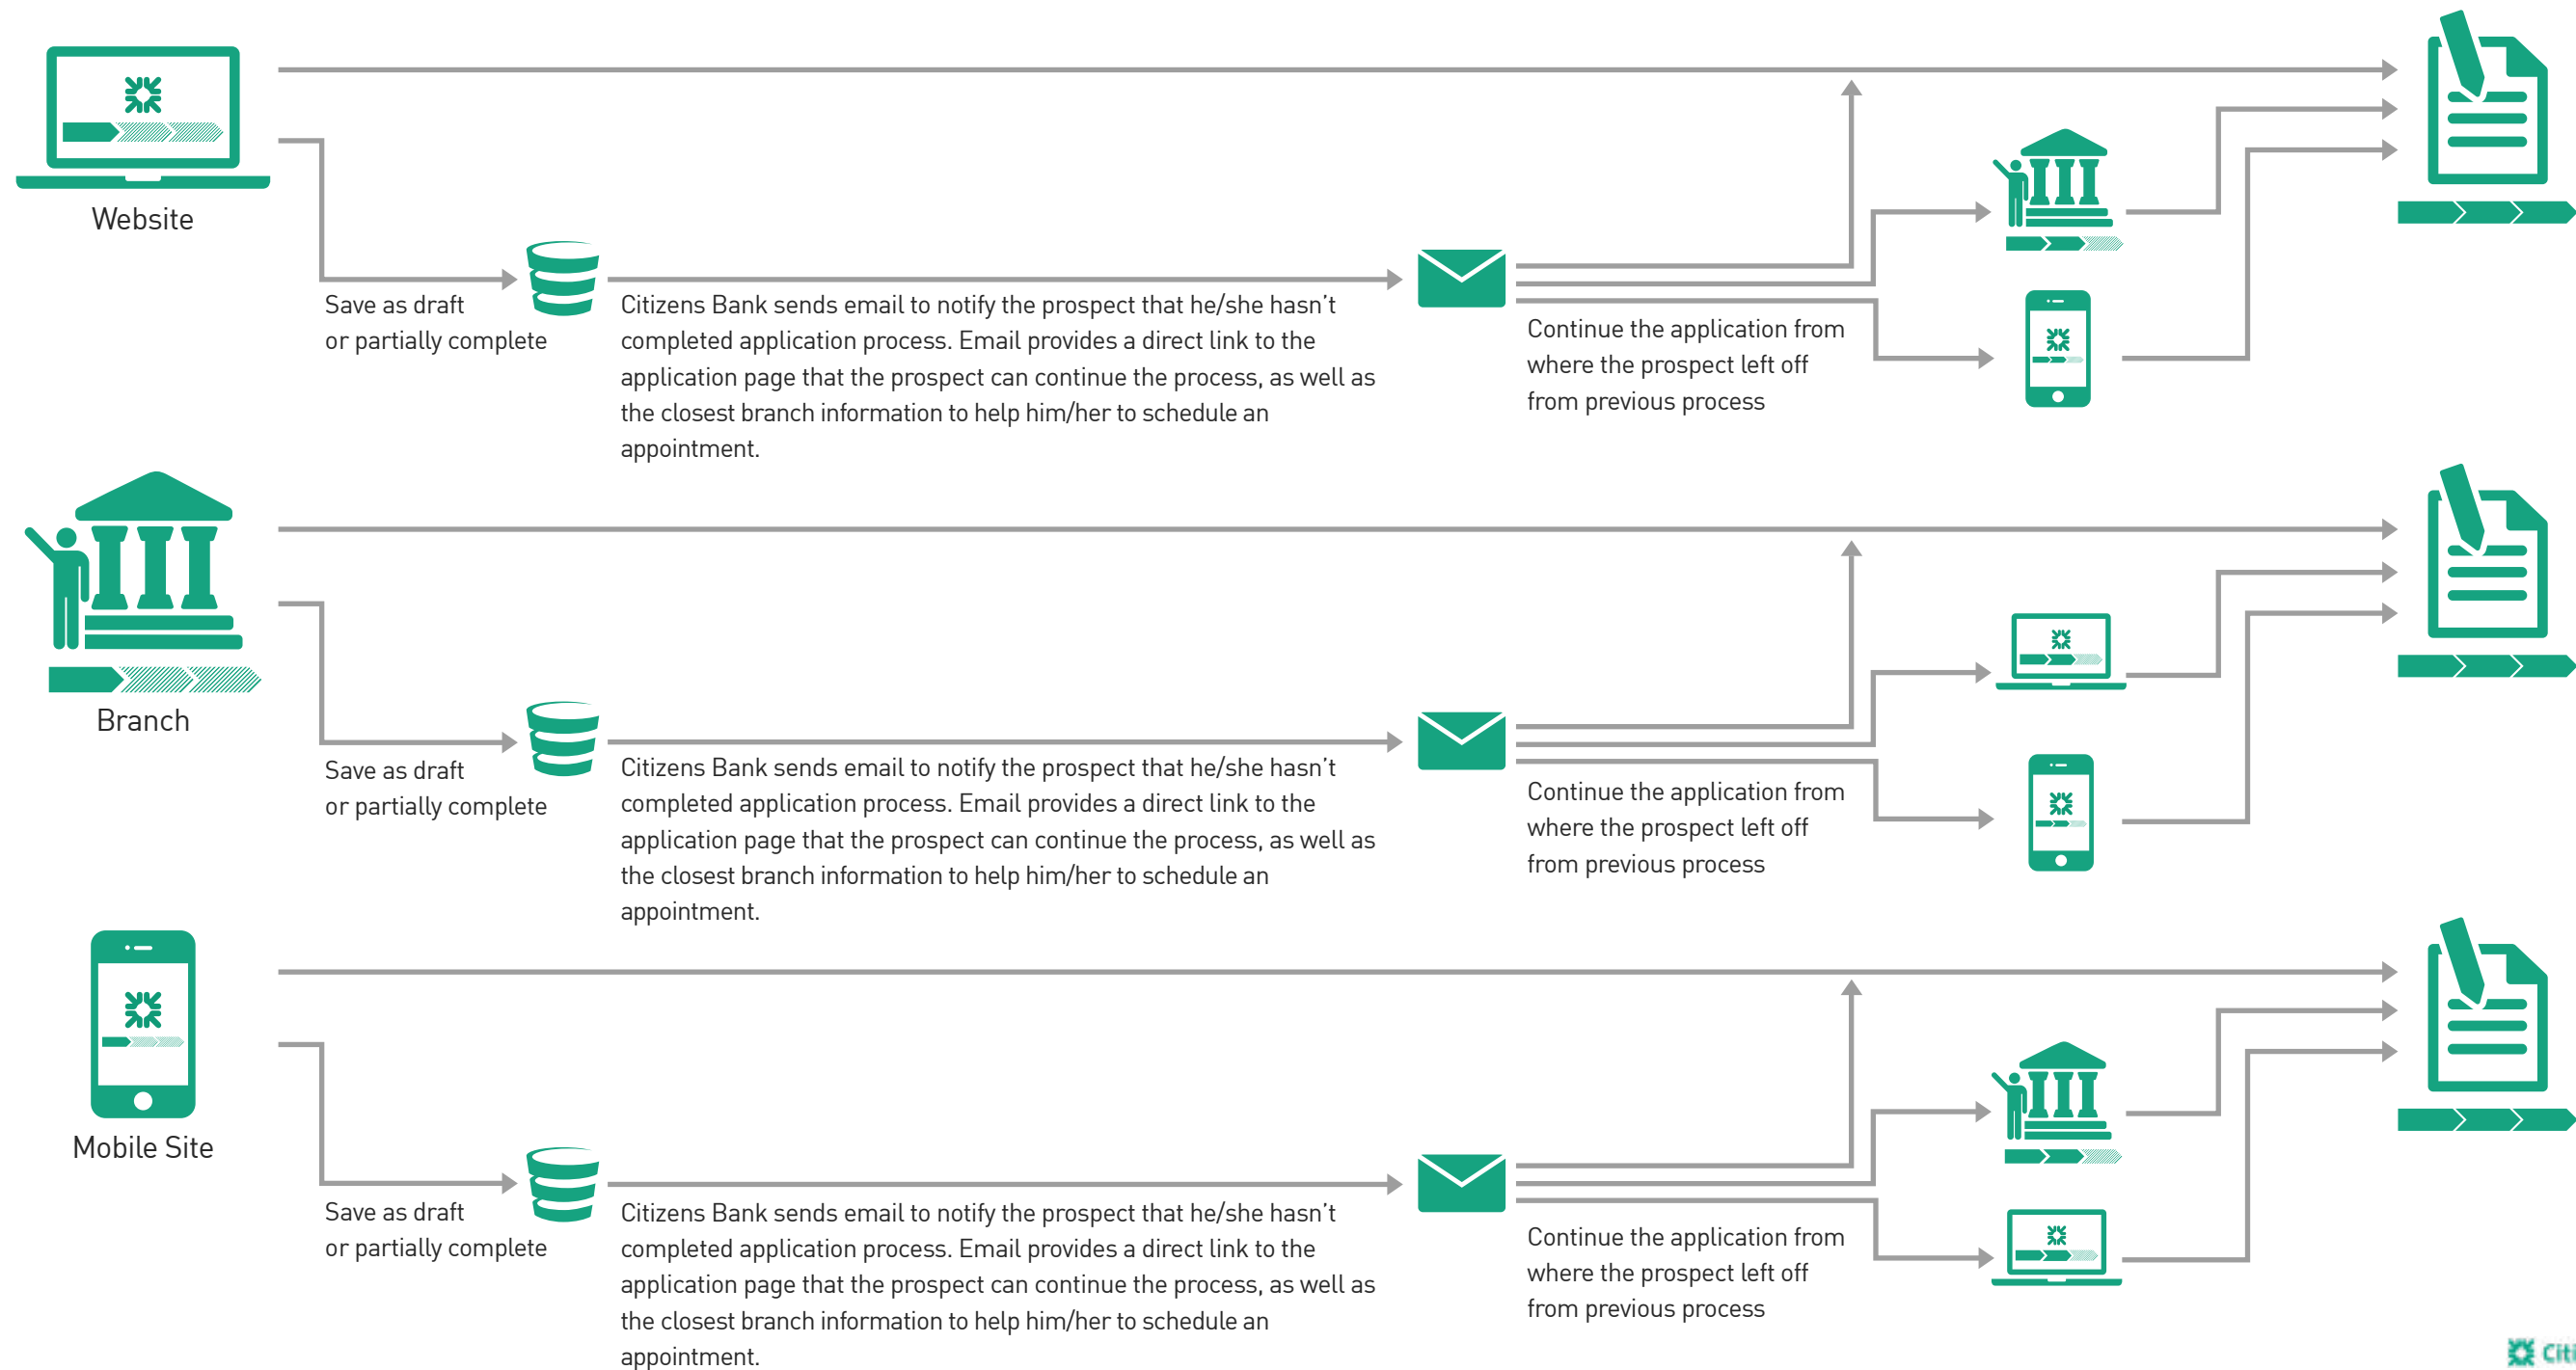 Website
Save as draft
or partially complete
Citizens Bank sends email to notify the prospect that he/she hasn’t
completed application process. Email provides a direct link to the
application page that the prospect can continue the process, as well as
the closest branch information to help him/her to schedule an
appointment.
Continue the application from
where the prospect left off
from previous process
Branch
Save as draft
or partially complete
Citizens Bank sends email to notify the prospect that he/she hasn’t
completed application process. Email provides a direct link to the
application page that the prospect can continue the process, as well as
the closest branch information to help him/her to schedule an
appointment.
Continue the application from
where the prospect left off
from previous process
Mobile Site
Save as draft
or partially complete
Citizens Bank sends email to notify the prospect that he/she hasn’t
completed application process. Email provides a direct link to the
application page that the prospect can continue the process, as well as
the closest branch information to help him/her to schedule an
appointment.
Continue the application from
where the prospect left off
from previous process